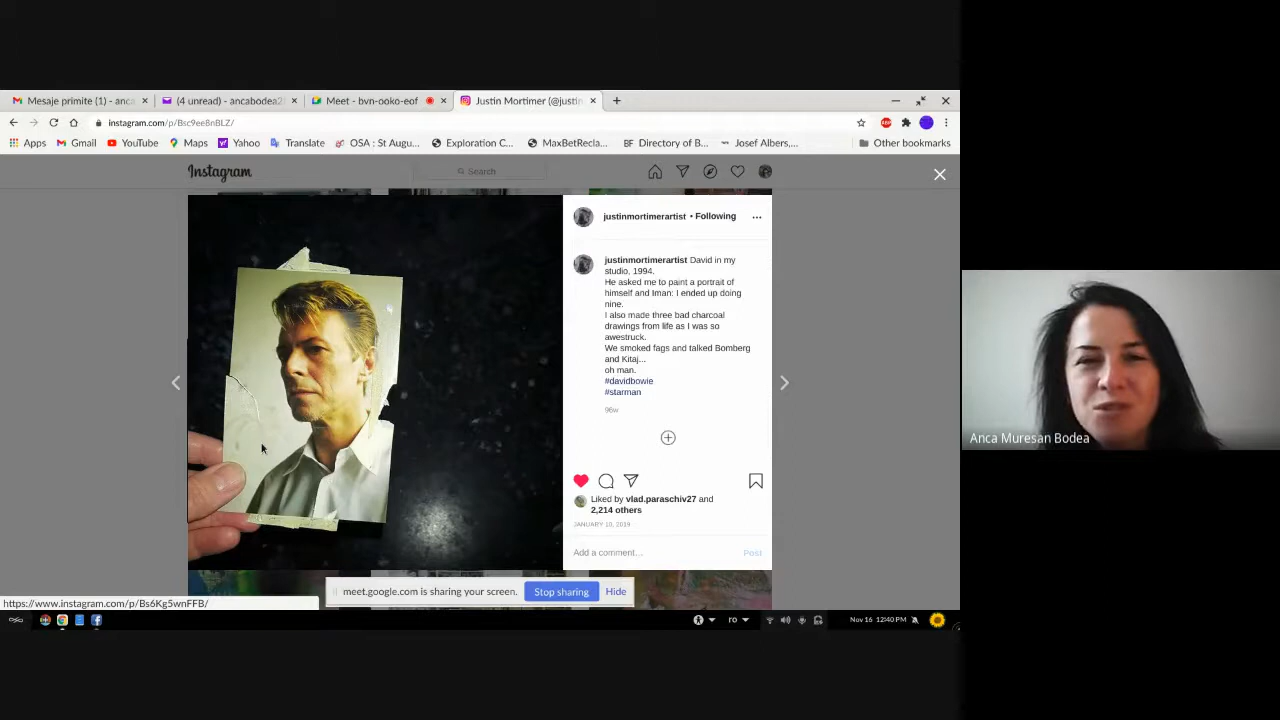 Mesaje primite (1) - anca
(4 unread) - ancabodea2
Meet - bvn-ooko-eof
Justin Mortimer (@justin
instagram.com/p/Bsc9ee8nBLZ/
Apps
Gmail
YouTube
Maps
Yahoo
Translate
OSA : St Augu...
Exploration C...
MaxBetRecla...
BF Directory of B...
Josef Albers,...
Other bookmarks
Instagram
Search
justinmortimerartist • Following
justinmortimerartist David in my
studio, 1994.
He asked me to paint a portrait of
himself and Iman: I ended up doing
nine.
I also made three bad charcoal
drawings from life as I was so
awestruck.
We smoked fags and talked Bomberg
and Kitaj...
oh man.
#davidbowie
#starman
96w
Liked by vlad.paraschiv27 and
2,214 others
JANUARY 10, 2019
Add a comment...
Post
meet.google.com is sharing your screen.
Stop sharing
Hide
https://www.instagram.com/p/Bs6Kg5wnFFB/
ro
Nov 16 12:40 PM
Anca Muresan Bodea